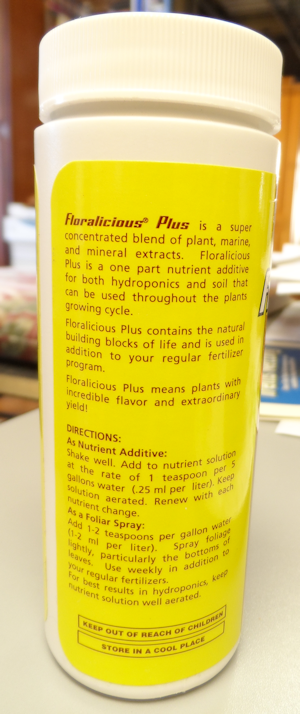 Floralicious® Plus is a super
concentrated blend of plant, marine,
and mineral extracts. Floralicious
Plus is a one part nutrient additive
for both hydroponics and soil that
can be used throughout the plants
growing cycle.
Floralicious Plus contains the natural
building blocks of life and is used in
addition to your regular fertilizer
program.
Floralicious Plus means plants with
incredible flavor and extraordinary
yield!
DIRECTIONS:
As Nutrient Additive:
Shake well. Add to nutrient solution
at the rate of 1 teaspoon per 5
gallons water (.25 ml per liter). Keep
solution aerated. Renew with each
nutrient change.
As a Foliar Spray:
Add 1-2 teaspoons per gallon water
(1-2 ml per liter). Spray foliage
lightly, particularly the bottoms of
leaves. Use weekly in addition to
your regular fertilizers.
For best results in hydroponics, keep
nutrient solution well aerated.
KEEP OUT OF REACH OF CHILDREN
STORE IN A COOL PLACE